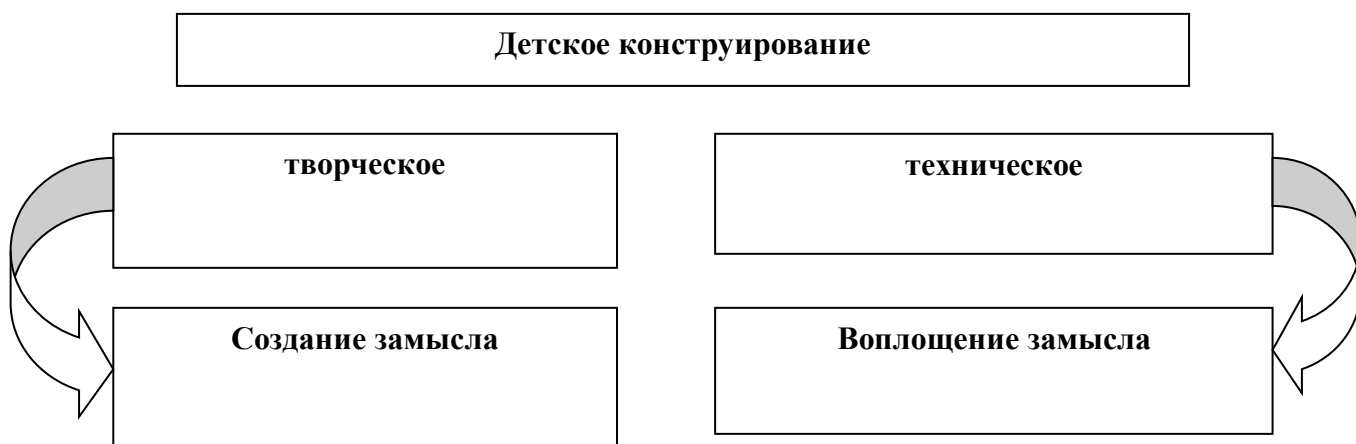 Детское конструирование
творческое
техническое
Создание замысла
Воплощение замысла